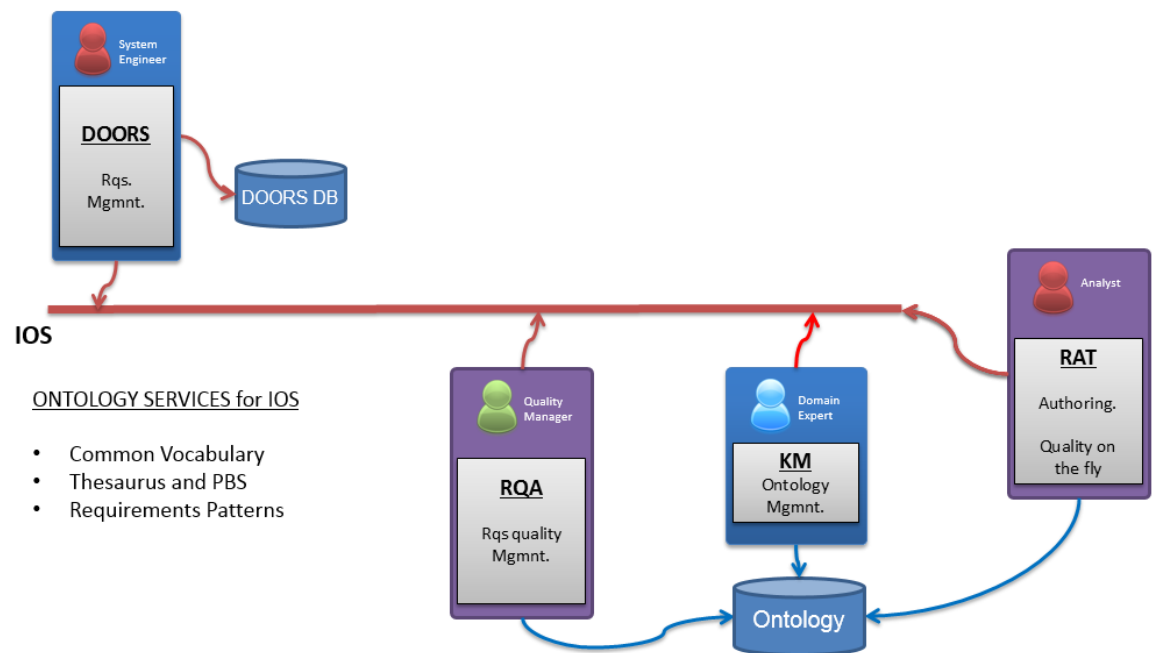 System
Engineer
DOORS
Rqs.
Mgmnt.
DOORS DB
IOS
ONTOLOGY SERVICES for IOS
• Common Vocabulary
• Thesaurus and PBS
• Requirements Patterns
Quality
Manager
RQA
Rqs quality
Mgmnt.
Domain
Expert
KM
Ontology
Mgmnt.
Analyst
RAT
Authoring.
Quality on
the fly
Ontology